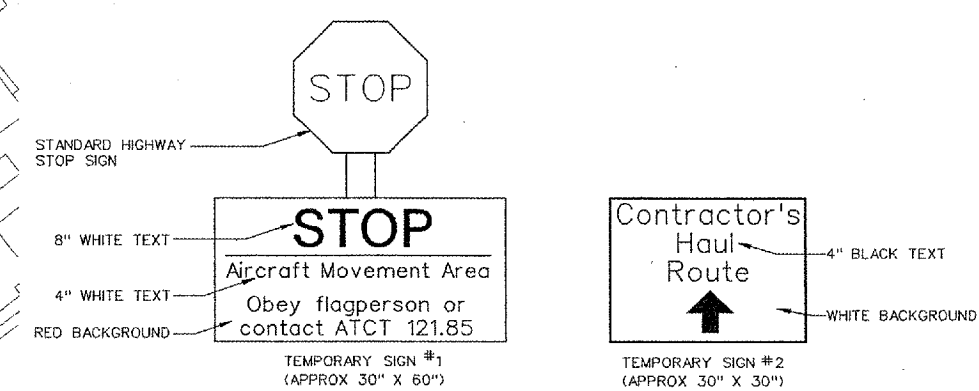 STOP
STANDARD HIGHWAY
STOP SIGN
STOP
8" WHITE TEXT
Aircraft Movement Area
4" WHITE TEXT
Obey flagperson or
contact ATCT 121.85
RED BACKGROUND
TEMPORARY SIGN #1
(APPROX 30" X 60")
Contractor's
Haul
Route
4" BLACK TEXT
WHITE BACKGROUND
TEMPORARY SIGN #2
(APPROX 30" X 30")